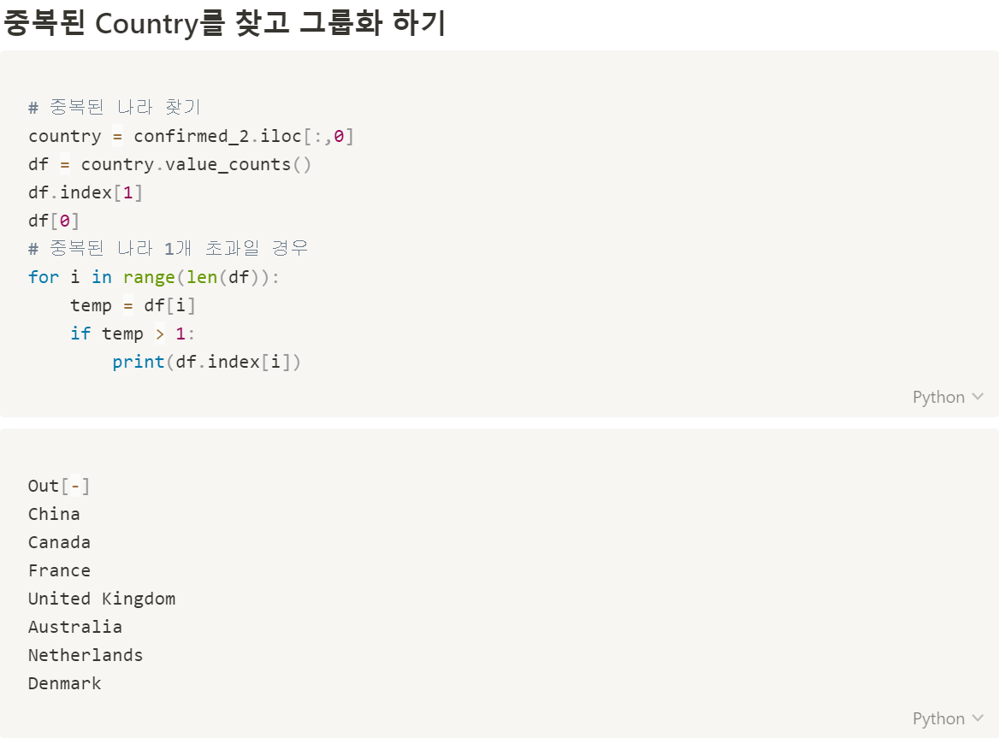 중복된 Country를 찾고 그룹화 하기
# 중복된 나라 찾기
country = confirmed_2.iloc[:,0]
df = country.value_counts()
df.index[1]
df[0]
# 중복된 나라 1개 초과일 경우
for i in range(len(df)):
    temp = df[i]
    if temp > 1:
        print(df.index[i])
Python
Out[-]
China
Canada
France
United Kingdom
Australia
Netherlands
Denmark
Python